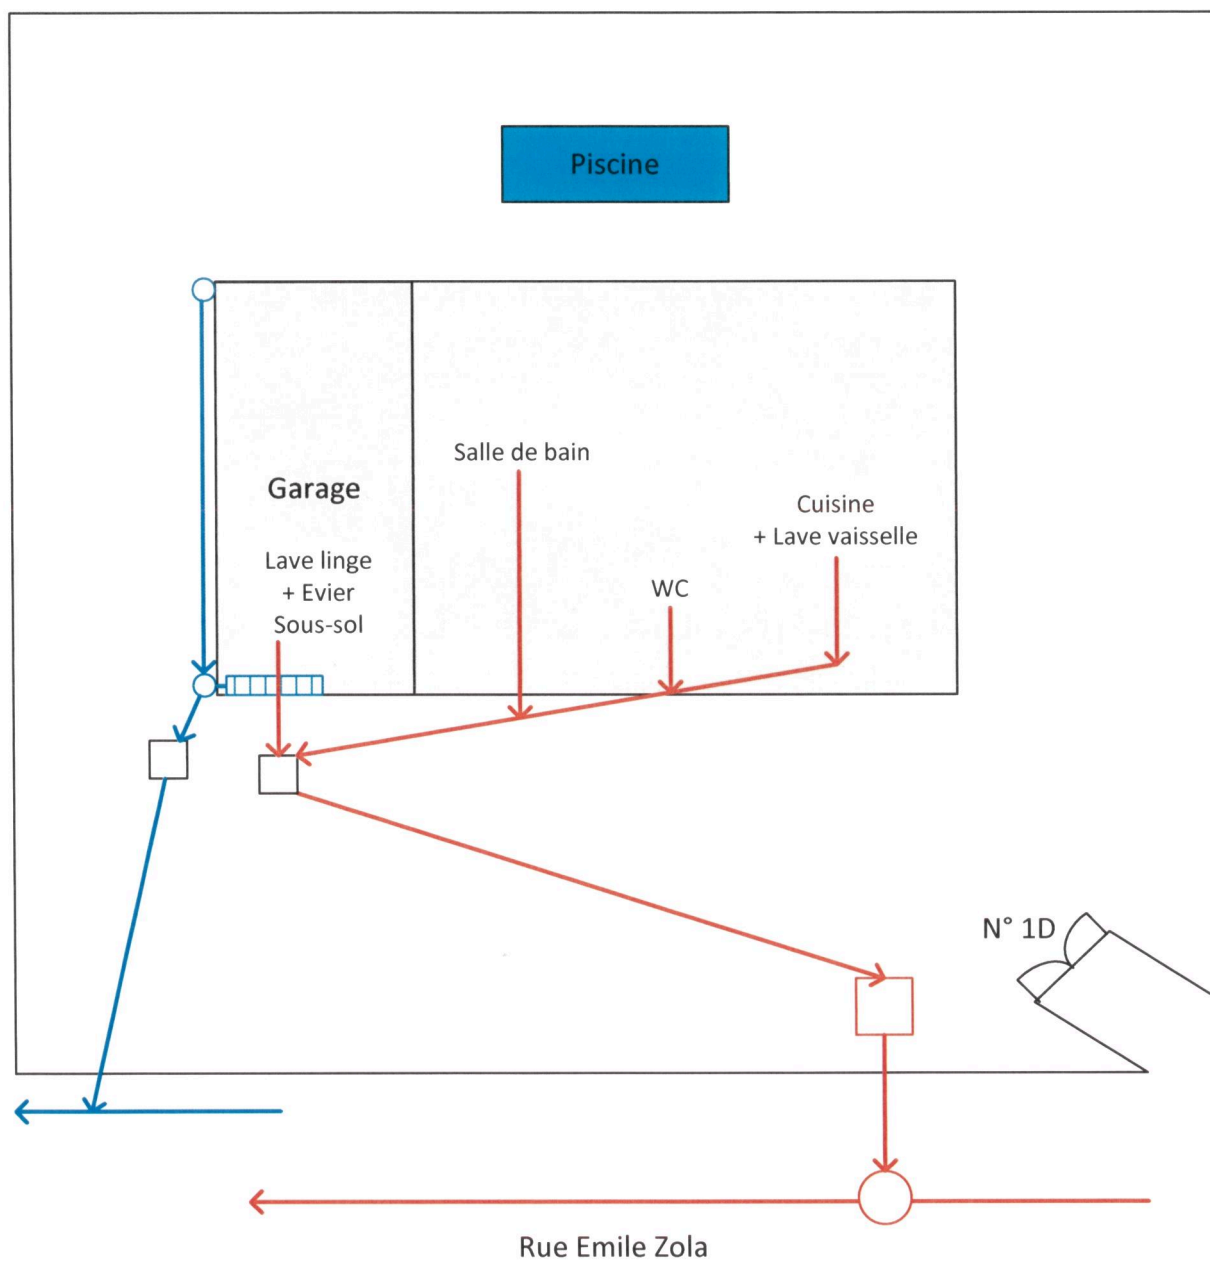 Piscine
Salle de bain
Garage
Cuisine
+ Lave vaisselle
Lave linge
+ Evier
Sous-sol
WC
N° 1D
Rue Emile Zola